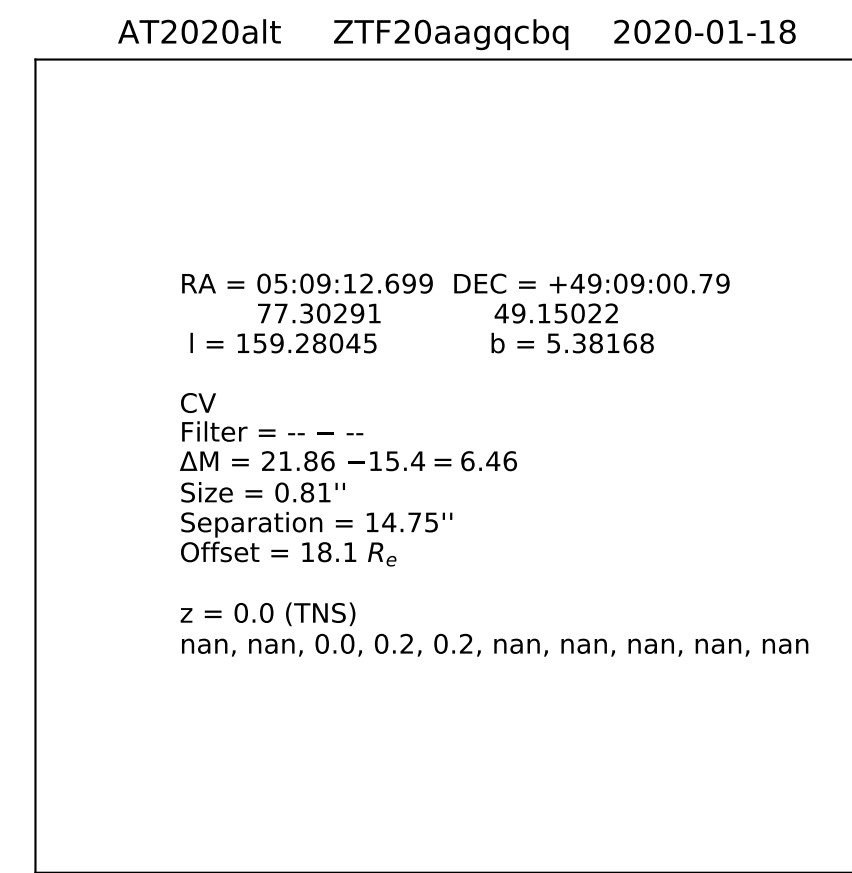 AT2020alt ZTF20aagqcbq 2020-01-18
RA = 05:09:12.699 DEC = +49:09:00.79
77.30291 49.15022
l = 159.28045 b = 5.38168
CV
Filter = -- − --
ΔM = 21.86 −15.4 = 6.46
Size = 0.81''
Separation = 14.75''
Offset = 18.1 Rₑ
z = 0.0 (TNS)
nan, nan, 0.0, 0.2, 0.2, nan, nan, nan, nan, nan